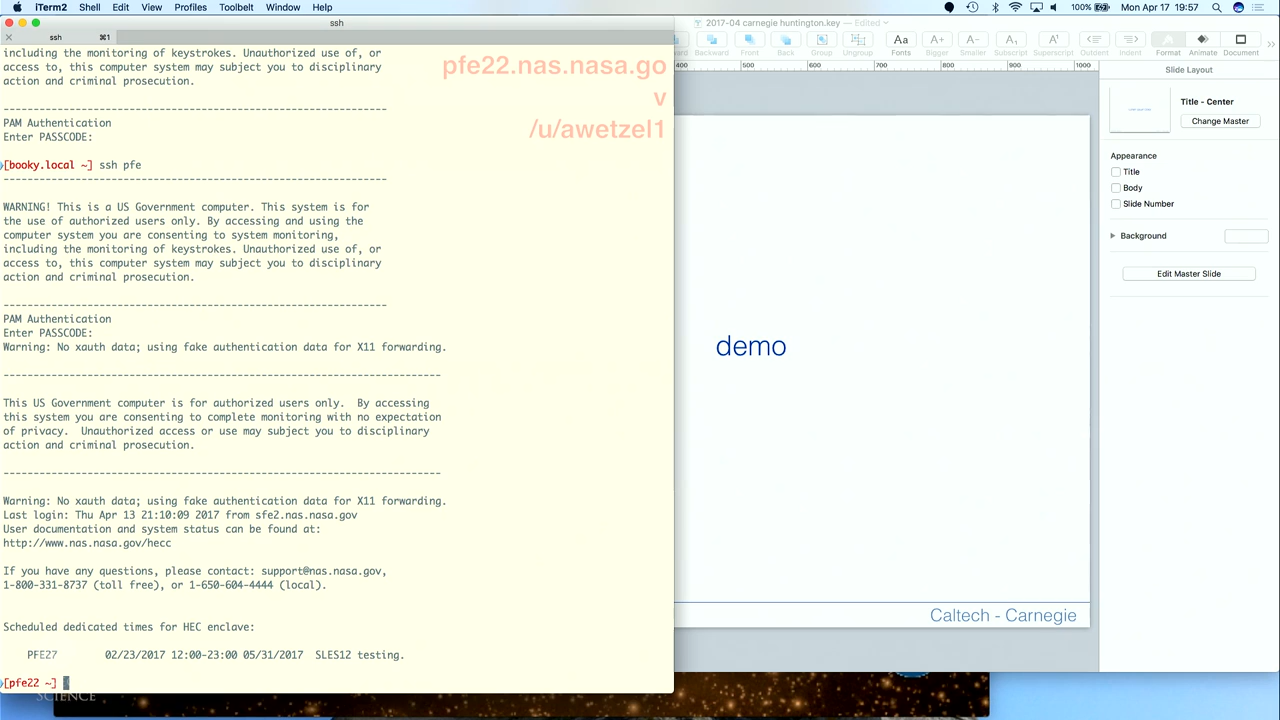 iTerm2 Shell Edit View Profiles Toolbelt Window Help 100% Mon Apr 17 19:57
ssh
ssh ⌘1
including the monitoring of keystrokes. Unauthorized use of, or
access to, this computer system may subject you to disciplinary
action and criminal prosecution.
----------------------------------------------------------------
PAM Authentication
Enter PASSCODE:
[booky.local ~] ssh pfe
----------------------------------------------------------------
WARNING! This is a US Government computer. This system is for
the use of authorized users only. By accessing and using the
computer system you are consenting to system monitoring,
including the monitoring of keystrokes. Unauthorized use of, or
access to, this computer system may subject you to disciplinary
action and criminal prosecution.
----------------------------------------------------------------
PAM Authentication
Enter PASSCODE:
Warning: No xauth data; using fake authentication data for X11 forwarding.
-------------------------------------------------------------------------
This US Government computer is for authorized users only.  By accessing
this system you are consenting to complete monitoring with no expectation
of privacy.  Unauthorized access or use may subject you to disciplinary
action and criminal prosecution.
-------------------------------------------------------------------------
Warning: No xauth data; using fake authentication data for X11 forwarding.
Last login: Thu Apr 13 21:10:09 2017 from sfe2.nas.nasa.gov
User documentation and system status can be found at:
http://www.nas.nasa.gov/hecc
If you have any questions, please contact: support@nas.nasa.gov,
1-800-331-8737 (toll free), or 1-650-604-4444 (local).
Scheduled dedicated times for HEC enclave:
PFE27 02/23/2017 12:00-23:00 05/31/2017 SLES12 testing.
[pfe22 ~]
pfe22.nas.nasa.go
v
/u/awetzel1
2017-04 carnegie huntington.key — Edited
Backward Front Back Group Ungroup Fonts Bigger Smaller Subscript Superscript Outdent Indent Format Animate Document
400 500 600 700 800 900 1000
demo
Caltech - Carnegie
Slide Layout
Title - Center
Change Master
Appearance
Title
Body
Slide Number
Background
Edit Master Slide
SCIENCE